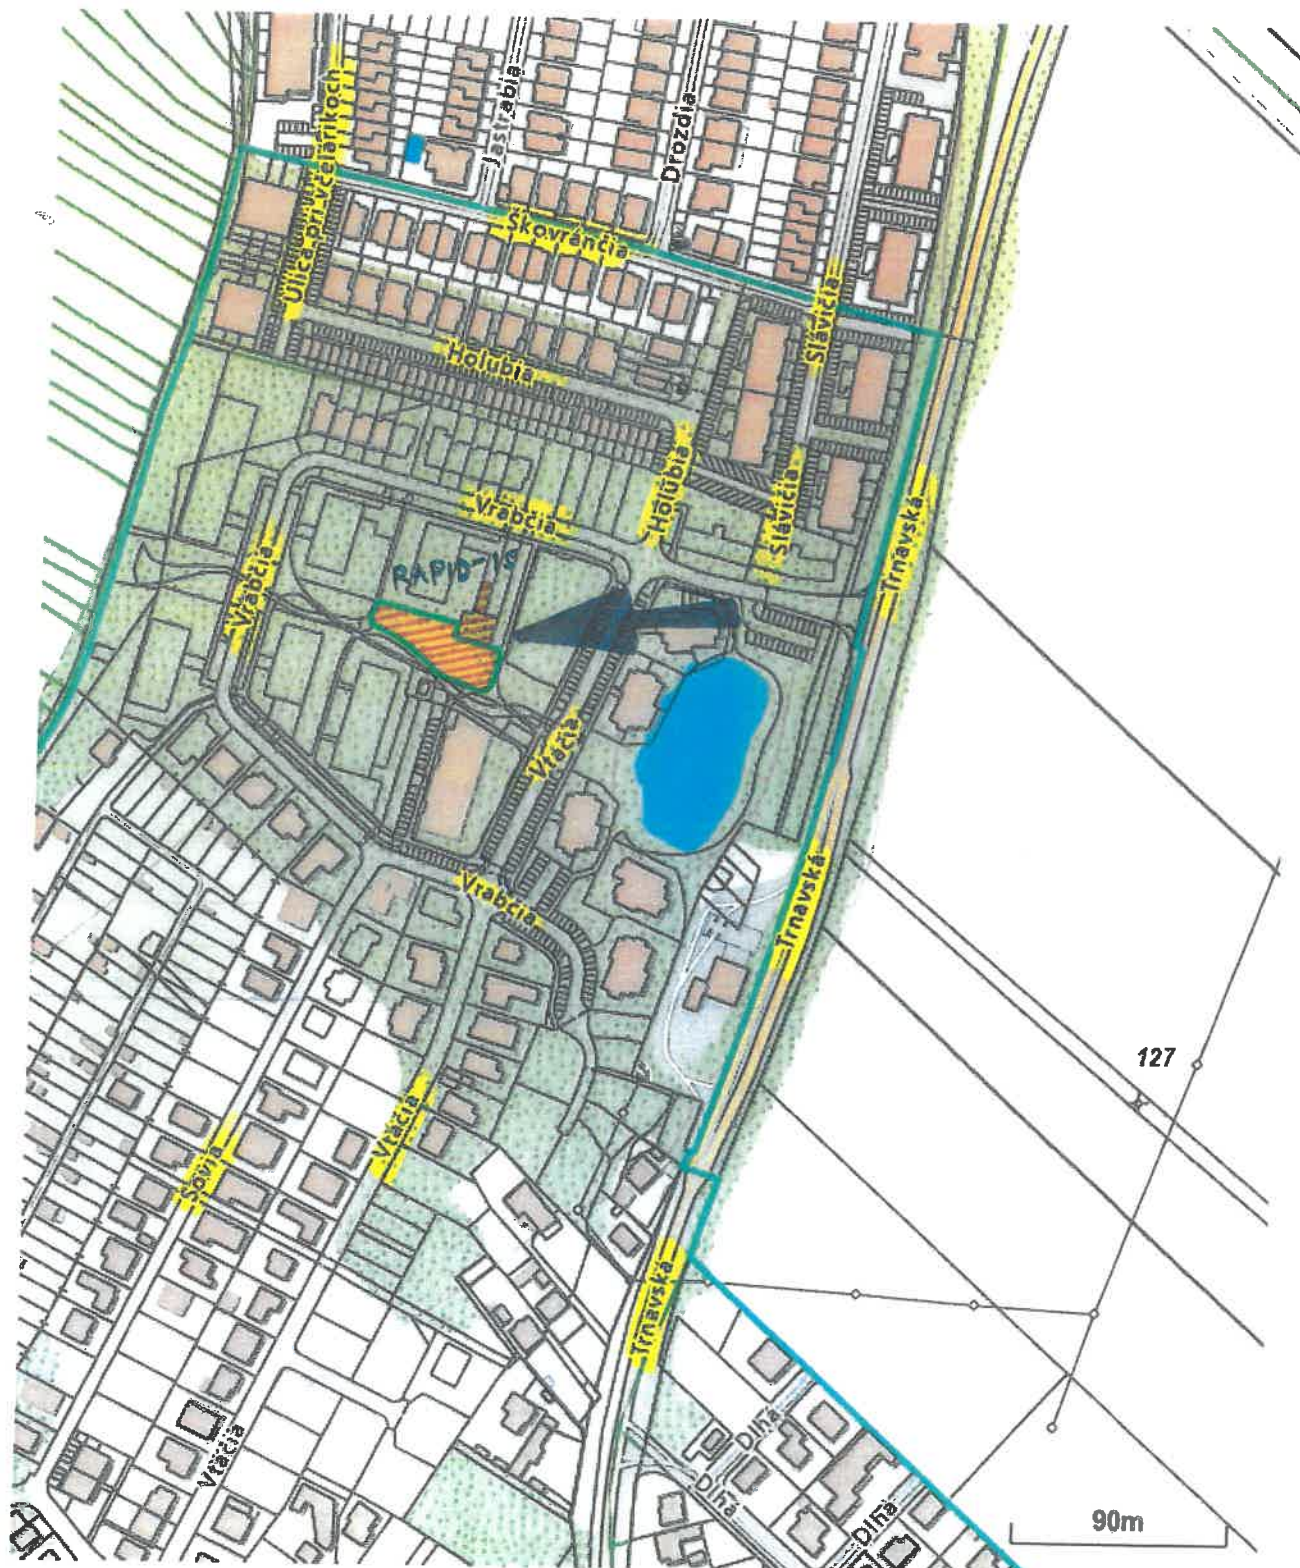 Ulica pri včelárikoch
Jastrabia
Drozdia
Škovránčia
Slávičia
Holubia
Holubia
Vrabčia
Slávičia
Trnavská
Vrabčia
RAPID-15
Vtáčia
Vrabčia
Trnavská
127
Vtáčia
Sovia
Trnavská
Vtáčia
Dlhá
Dlhá
Dlhá
90m